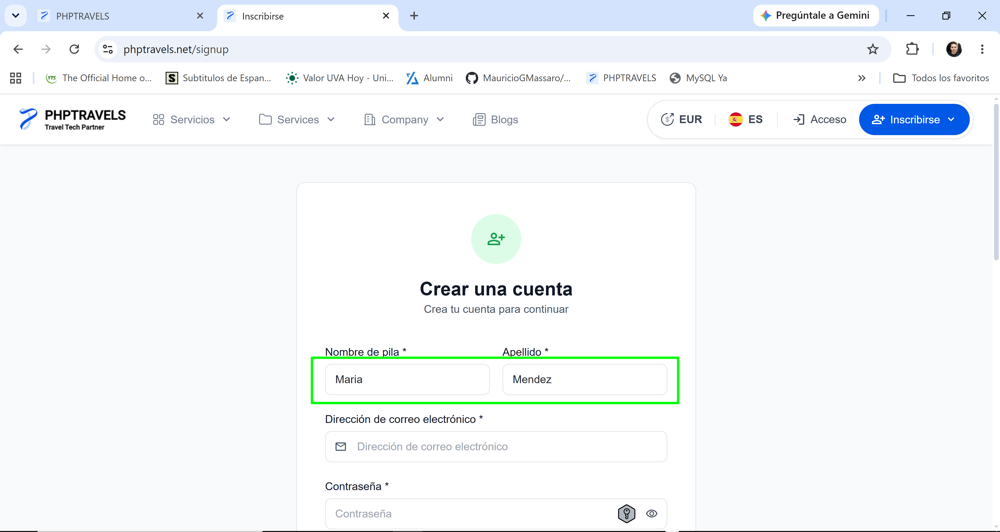 PHPTRAVELS
Inscribirse
Pregúntale a Gemini
phptravels.net/signup
The Official Home o...
Subtitulos de Espan...
Valor UVA Hoy - Uni...
Alumni
MauricioGMassaro/...
PHPTRAVELS
MySQL Ya
Todos los favoritos
PHPTRAVELS
Travel Tech Partner
Servicios
Services
Company
Blogs
EUR
ES
Acceso
Inscribirse
Crear una cuenta
Crea tu cuenta para continuar
Nombre de pila *
Apellido *
Maria
Mendez
Dirección de correo electrónico *
Dirección de correo electrónico
Contraseña *
Contraseña